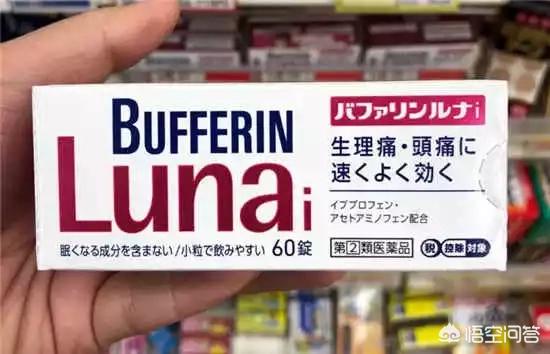 BUFFERIN
Lunai
眠くなる成分を含まない/小粒で飲みやすい 60錠
バファリンルナi
生理痛・頭痛に
速くよく効く
イブプロフェン・
アセトアミノフェン配合
指②類医薬品 税 控除 対象
悟空问答